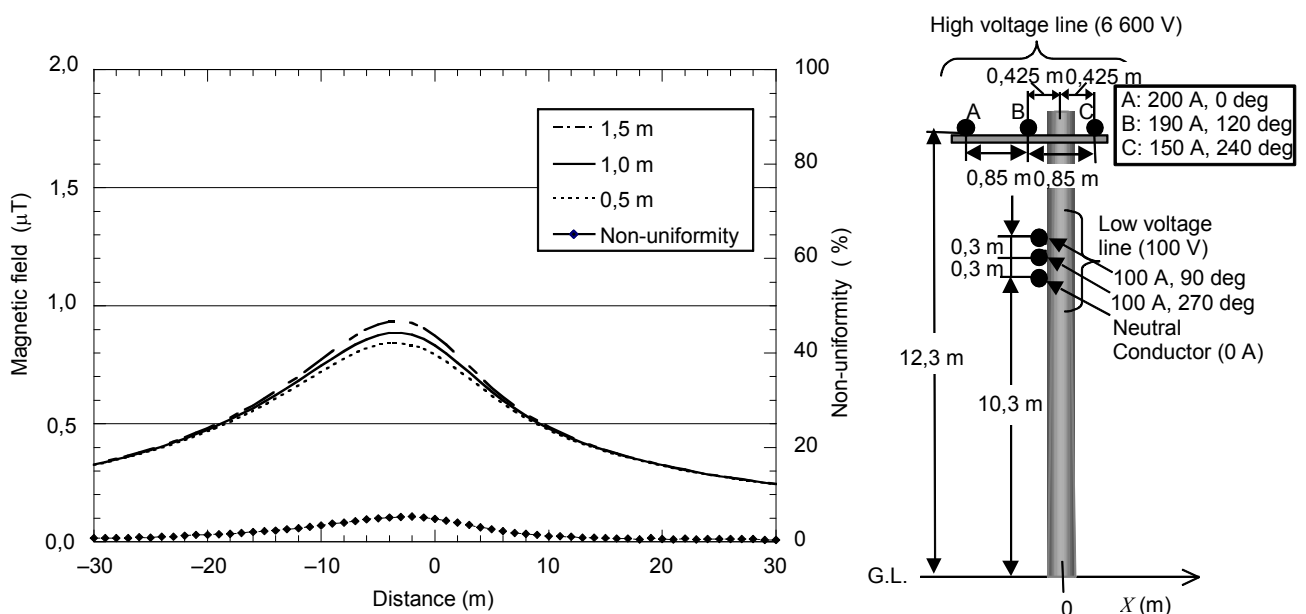 2,0
1,5
1,0
0,5
0,0
Magnetic field (μT)
100
80
60
40
20
0
Non-uniformity ( %)
1,5 m
1,0 m
0,5 m
Non-uniformity
–30
–20
–10
0
10
20
30
Distance (m)
High voltage line (6 600 V)
0,425 m
0,425 m
A
B
C
A: 200 A, 0 deg
B: 190 A, 120 deg
C: 150 A, 240 deg
0,85 m
0,85 m
0,3 m
0,3 m
Low voltage
line (100 V)
100 A, 90 deg
100 A, 270 deg
Neutral
Conductor (0 A)
12,3 m
10,3 m
G.L.
0
X (m)